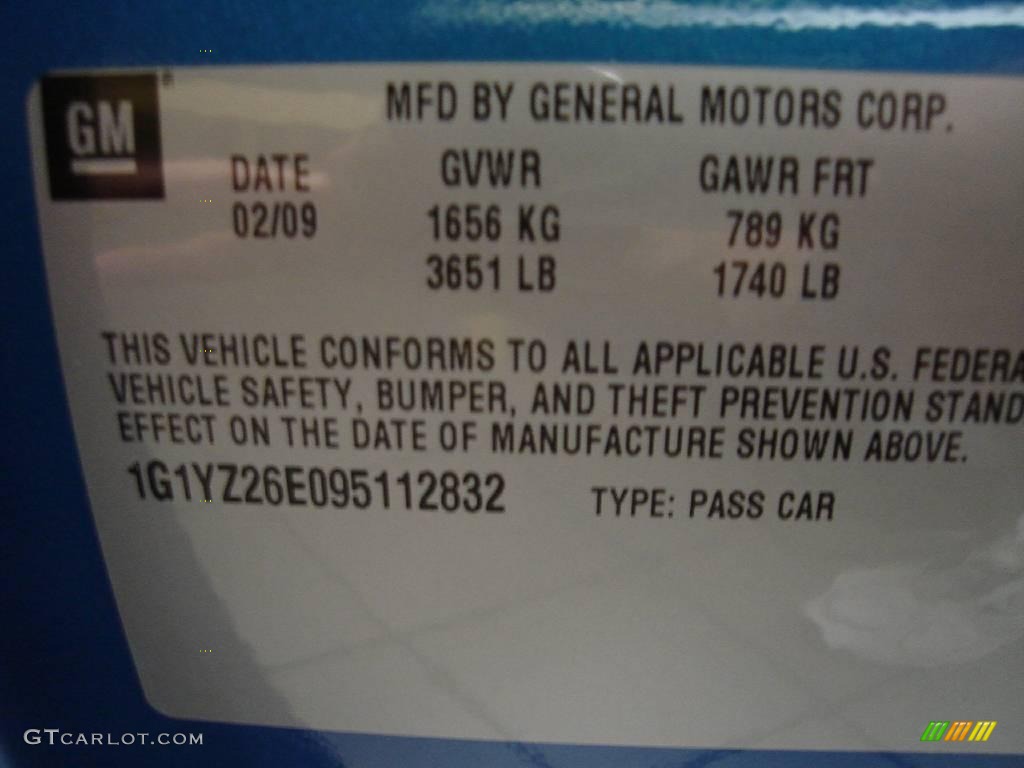 GM
MFD BY GENERAL MOTORS CORP.
DATE GVWR GAWR FRT
02/09 1656 KG 789 KG
3651 LB 1740 LB
THIS VEHICLE CONFORMS TO ALL APPLICABLE U.S. FEDERA
VEHICLE SAFETY, BUMPER, AND THEFT PREVENTION STAND
EFFECT ON THE DATE OF MANUFACTURE SHOWN ABOVE.
1G1YZ26E095112832 TYPE: PASS CAR
GTCARLOT.COM